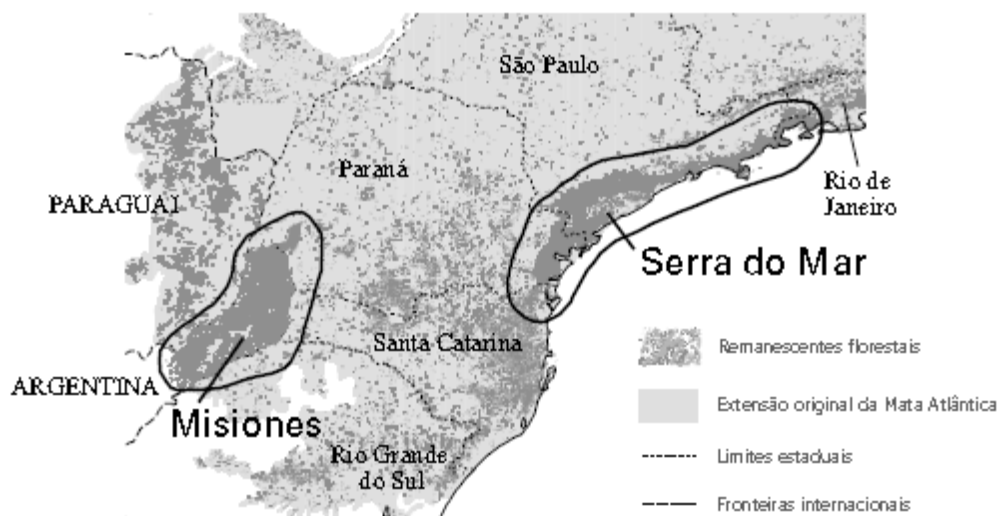 São Paulo
Paraná
PARAGUAI
Rio de
Janeiro
Serra do Mar
Santa Catarina
ARGENTINA
Misiones
Rio Grande
do Sul
Remanescentes florestais
Extensão original da Mata Atlântica
Limites estaduais
Fronteiras internacionais